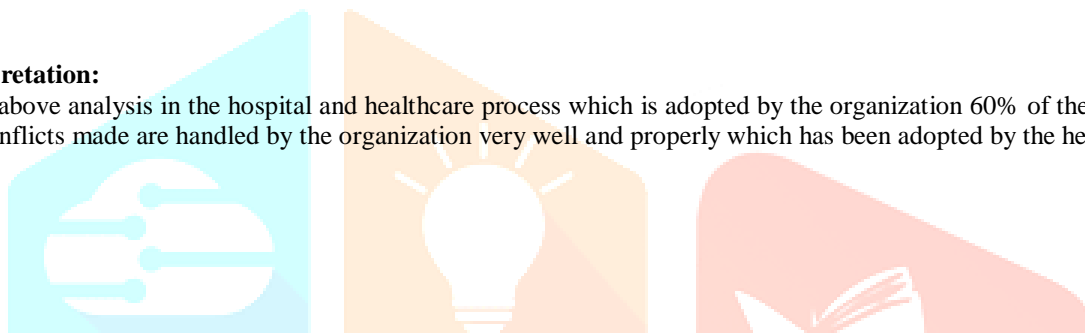 retation:
above analysis in the hospital and healthcare process which is adopted by the organization 60% of the
nflicts made are handled by the organization very well and properly which has been adopted by the he